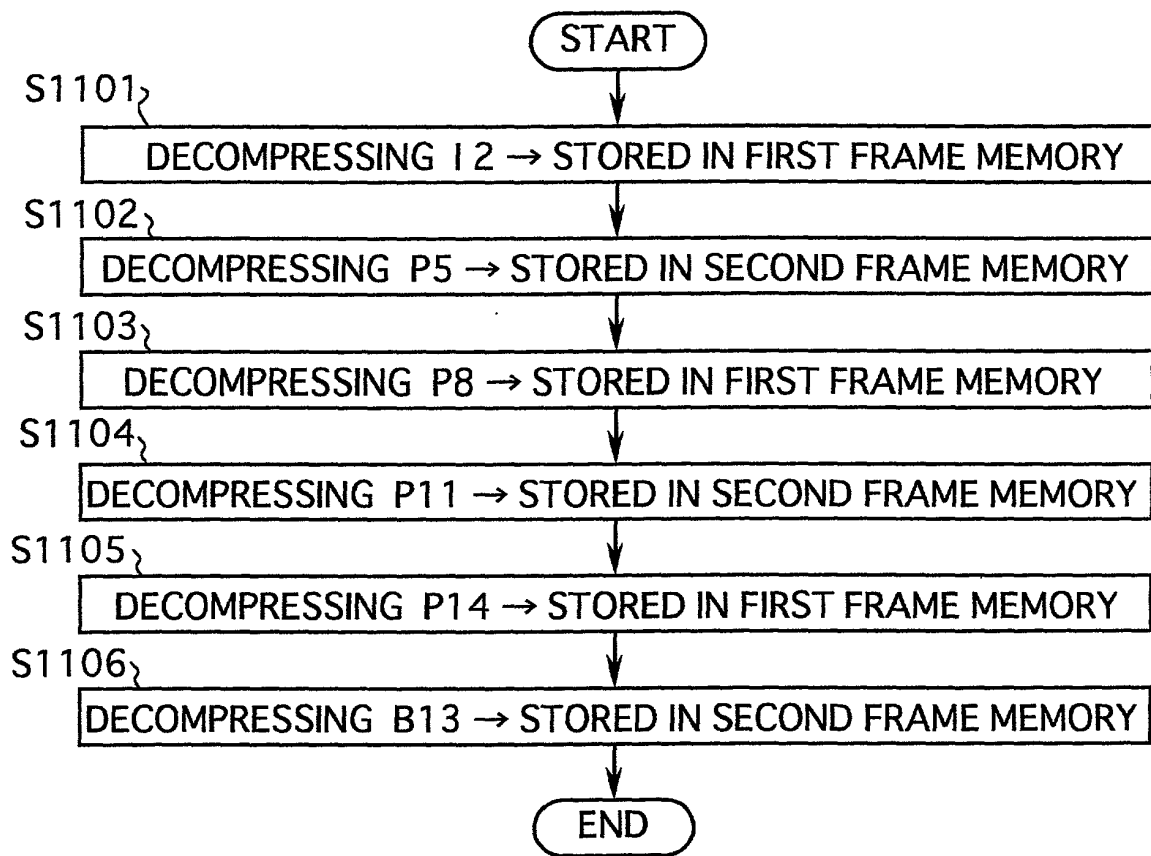 START
S1101
DECOMPRESSING I2 → STORED IN FIRST FRAME MEMORY
S1102
DECOMPRESSING P5 → STORED IN SECOND FRAME MEMORY
S1103
DECOMPRESSING P8 → STORED IN FIRST FRAME MEMORY
S1104
DECOMPRESSING P11 → STORED IN SECOND FRAME MEMORY
S1105
DECOMPRESSING P14 → STORED IN FIRST FRAME MEMORY
S1106
DECOMPRESSING B13 → STORED IN SECOND FRAME MEMORY
END